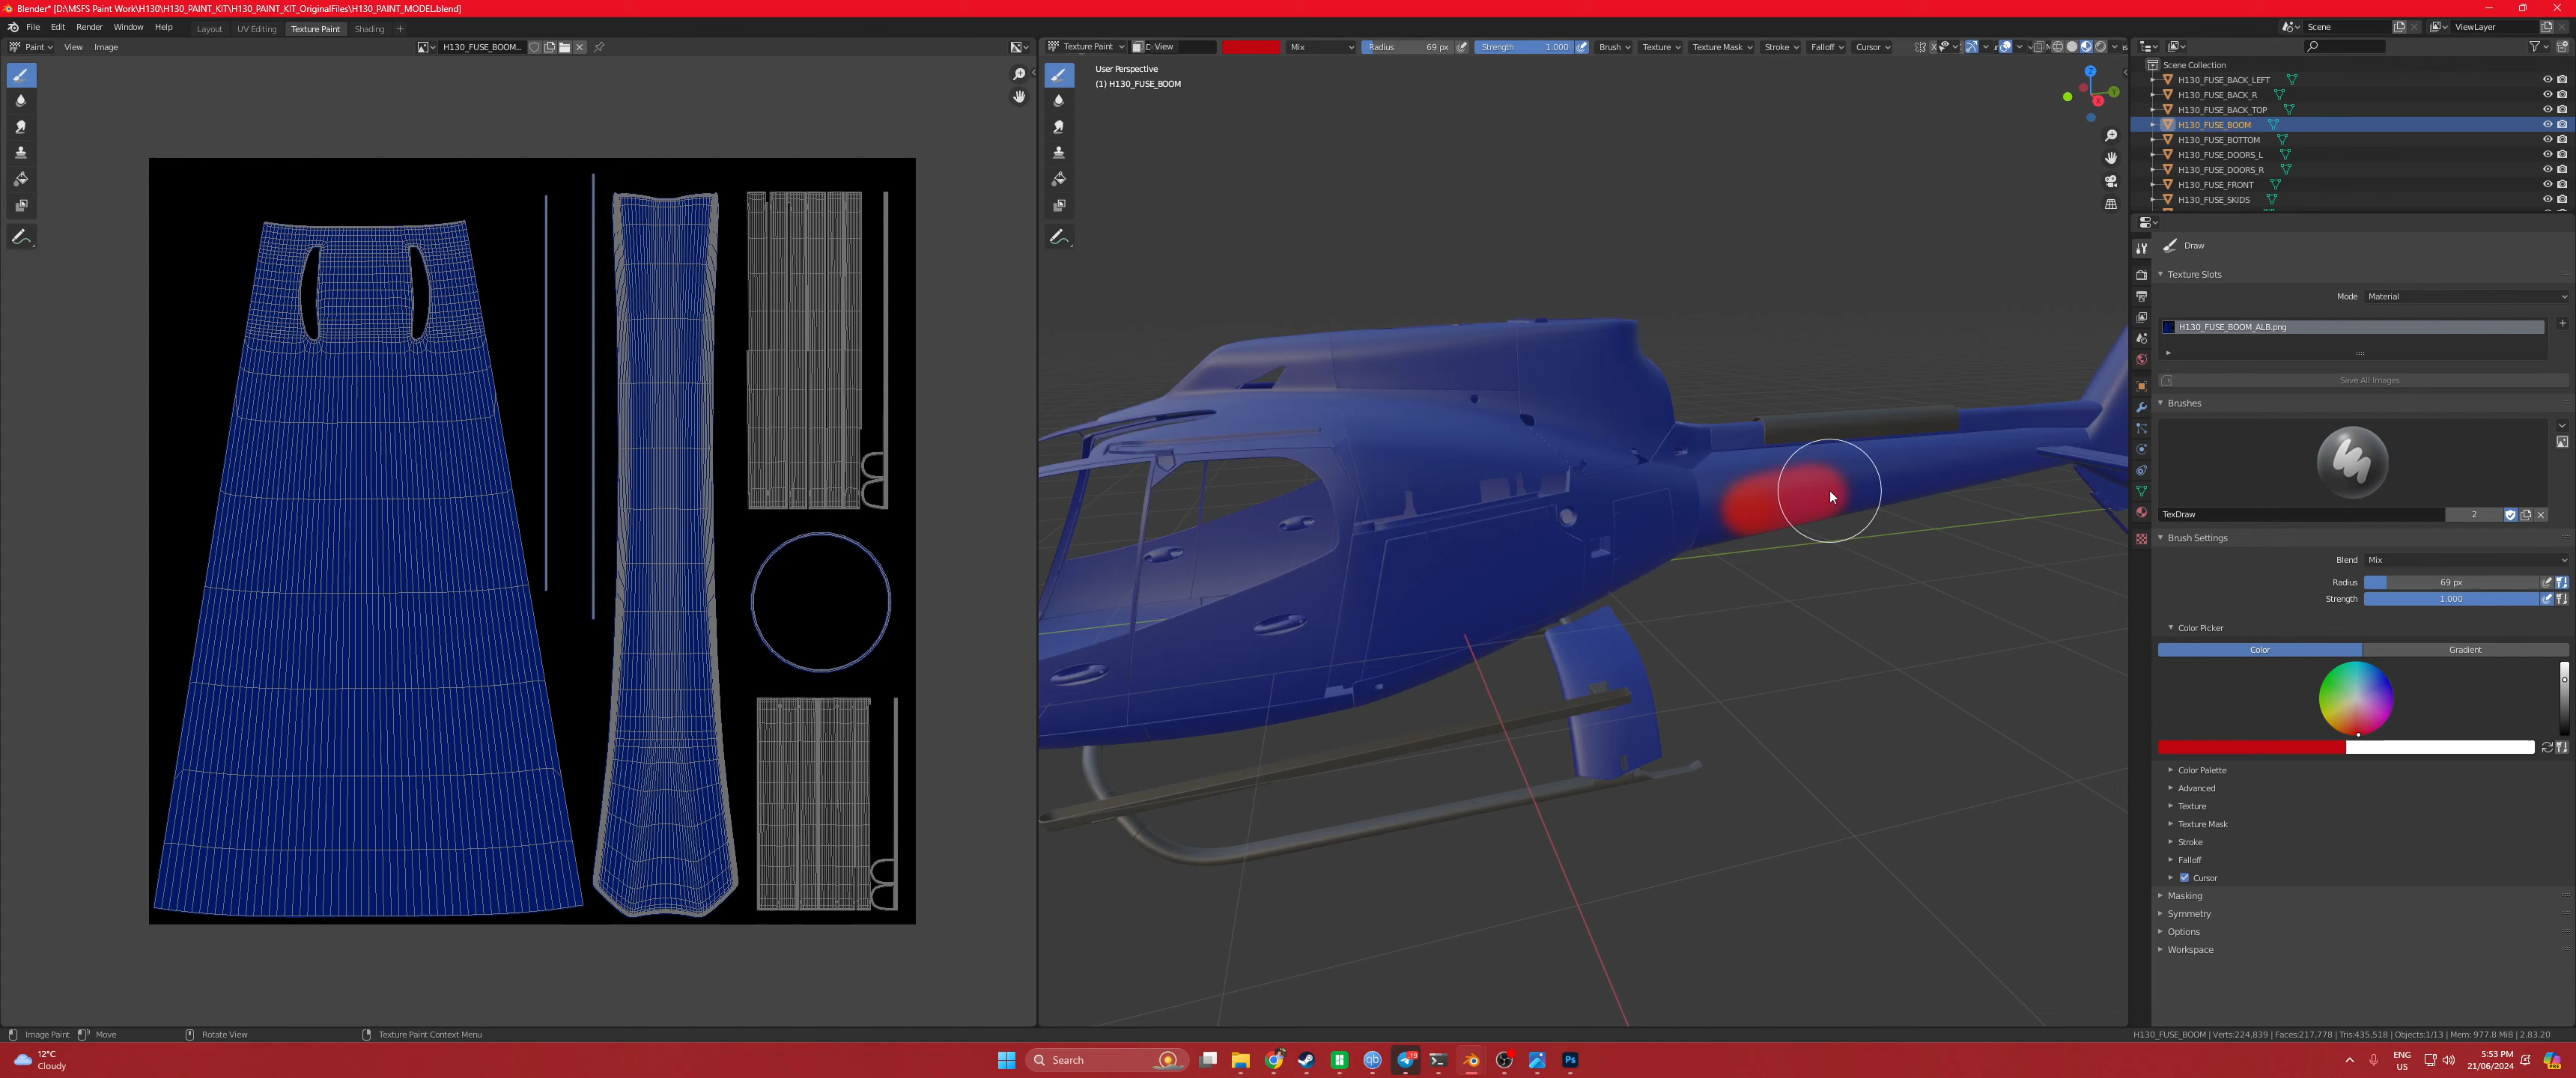 Blender* [D:\MSFS Paint Work\H130\H130_PAINT_KIT\H130_PAINT_KIT_OriginalFiles\H130_PAINT_MODEL.blend]
File Edit Render Window Help Layout UV Editing Texture Paint Shading + Scene ViewLayer
Paint View Image H130_FUSE_BOOM... Texture Paint View Mix Radius 69 px Strength 1.000 Brush Texture Texture Mask Stroke Falloff Cursor
User Perspective
(1) H130_FUSE_BOOM
Scene Collection
H130_FUSE_BACK_LEFT
H130_FUSE_BACK_R
H130_FUSE_BACK_TOP
H130_FUSE_BOOM
H130_FUSE_BOTTOM
H130_FUSE_DOORS_L
H130_FUSE_DOORS_R
H130_FUSE_FRONT
H130_FUSE_SKIDS
Draw
Texture Slots
Mode Material
H130_FUSE_BOOM_ALB.png
Save All Images
Brushes
TexDraw 2
Brush Settings
Blend Mix
Radius 69 px
Strength 1.000
Color Picker
Color Gradient
Color Palette
Advanced
Texture
Texture Mask
Stroke
Falloff
Cursor
Masking
Symmetry
Options
Workspace
Image Paint Move Rotate View Texture Paint Context Menu H130_FUSE_BOOM | Verts:224,839 | Faces:217,778 | Tris:435,518 | Objects:1/13 | Mem: 977.8 MiB | 2.83.20
12°C
Cloudy
Search
ENG
US
5:53 PM
21/06/2024